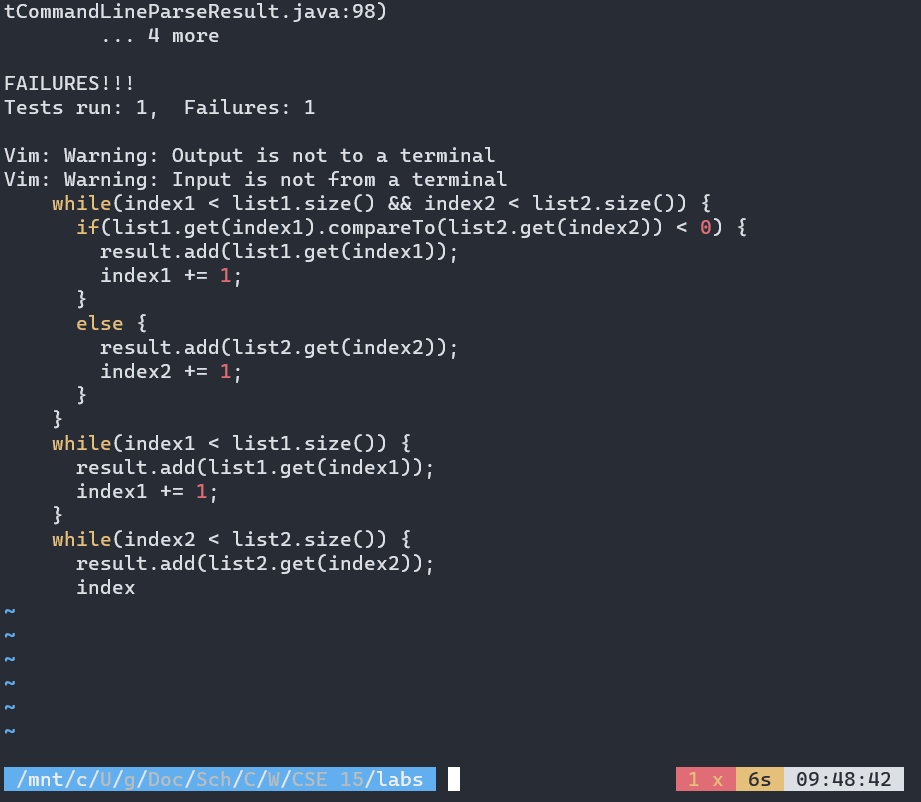 tCommandLineParseResult.java:98)
        ... 4 more

FAILURES!!!
Tests run: 1,  Failures: 1

Vim: Warning: Output is not to a terminal
Vim: Warning: Input is not from a terminal
    while(index1 < list1.size() && index2 < list2.size()) {
      if(list1.get(index1).compareTo(list2.get(index2)) < 0) {
        result.add(list1.get(index1));
        index1 += 1;
      }
      else {
        result.add(list2.get(index2));
        index2 += 1;
      }
    }
    while(index1 < list1.size()) {
      result.add(list1.get(index1));
      index1 += 1;
    }
    while(index2 < list2.size()) {
      result.add(list2.get(index2));
      index
~
~
~
~
~
~
/mnt/c/U/g/Doc/Sch/C/W/CSE 15/labs 1 x 6s 09:48:42